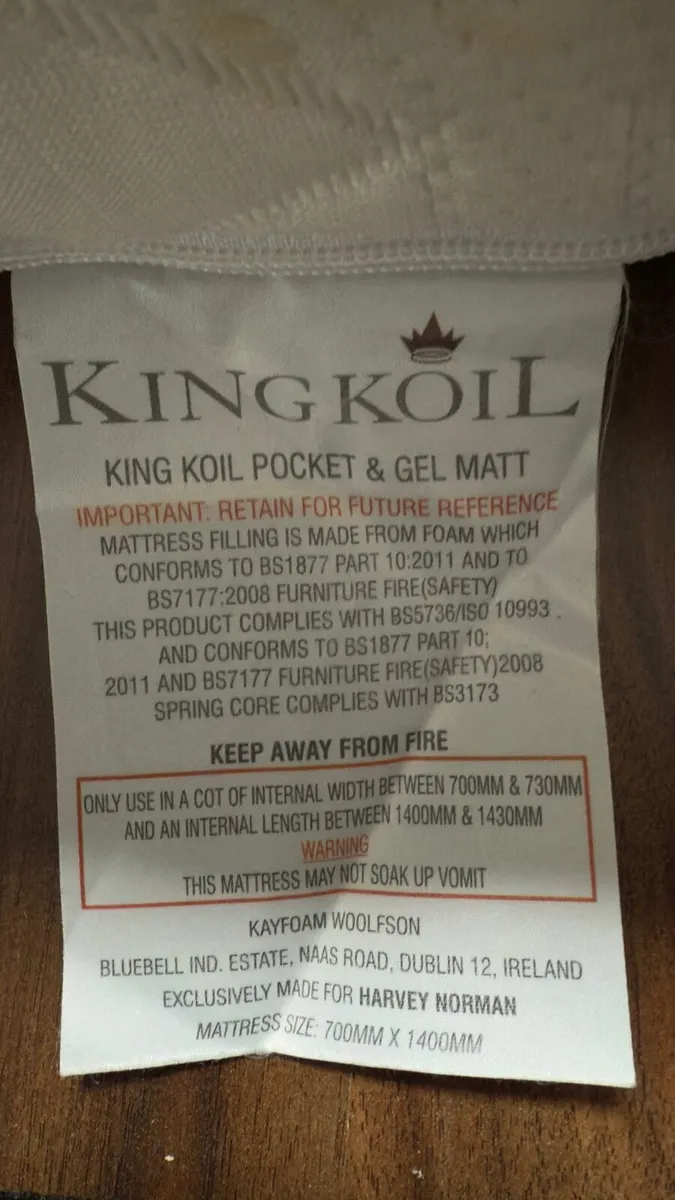 KING KOIL
KING KOIL POCKET & GEL MATT
IMPORTANT: RETAIN FOR FUTURE REFERENCE
MATTRESS FILLING IS MADE FROM FOAM WHICH
CONFORMS TO BS1877 PART 10:2011 AND TO
BS7177:2008 FURNITURE FIRE(SAFETY)
THIS PRODUCT COMPLIES WITH BS5736/ISO 10993 .
AND CONFORMS TO BS1877 PART 10;
2011 AND BS7177 FURNITURE FIRE(SAFETY)2008
SPRING CORE COMPLIES WITH BS3173
KEEP AWAY FROM FIRE
ONLY USE IN A COT OF INTERNAL WIDTH BETWEEN 700MM & 730MM
AND AN INTERNAL LENGTH BETWEEN 1400MM & 1430MM
WARNING
THIS MATTRESS MAY NOT SOAK UP VOMIT
KAYFOAM WOOLFSON
BLUEBELL IND. ESTATE, NAAS ROAD, DUBLIN 12, IRELAND
EXCLUSIVELY MADE FOR HARVEY NORMAN
MATTRESS SIZE: 700MM X 1400MM